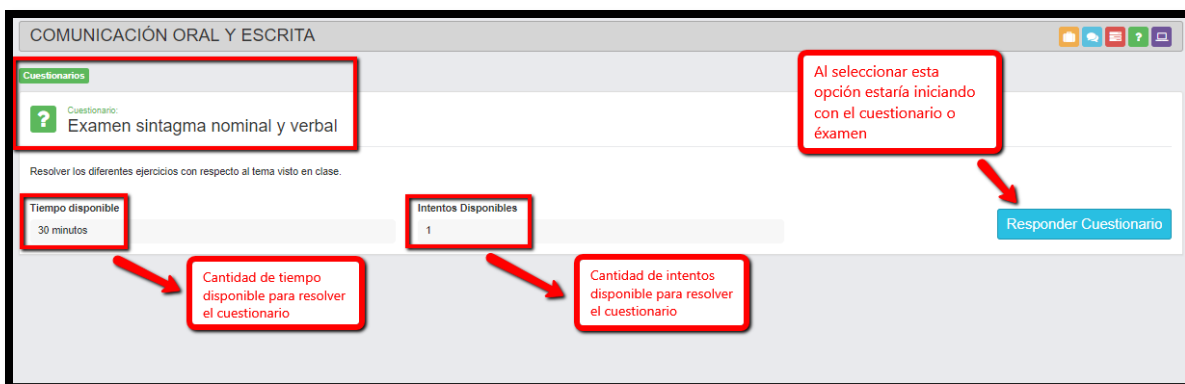 COMUNICACIÓN ORAL Y ESCRITA
?
Cuestionarios
?
Cuestionario:
Examen sintagma nominal y verbal
Al seleccionar esta
opción estaría iniciando
con el cuestionario o
éxamen
Resolver los diferentes ejercicios con respecto al tema visto en clase.
Tiempo disponible
30 minutos
Intentos Disponibles
1
Responder Cuestionario
Cantidad de tiempo
disponible para resolver
el cuestionario
Cantidad de intentos
disponible para resolver
el cuestionario